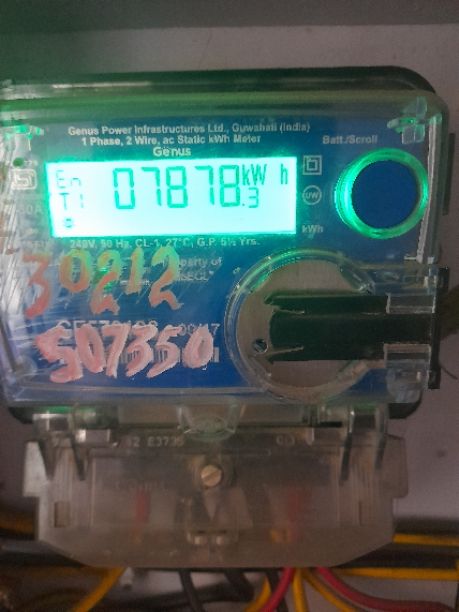 Genus Power Infrastructures Ltd., Guwahati (India)
1 Phase, 2 Wire, ac Static kWh Meter
Batt./Scroll
Genus
En
T1
07878.3
kW h
UW
kWh
240V, 50 Hz, CL-1, 27°C, G.P. 5½ Yrs.
30212
507350